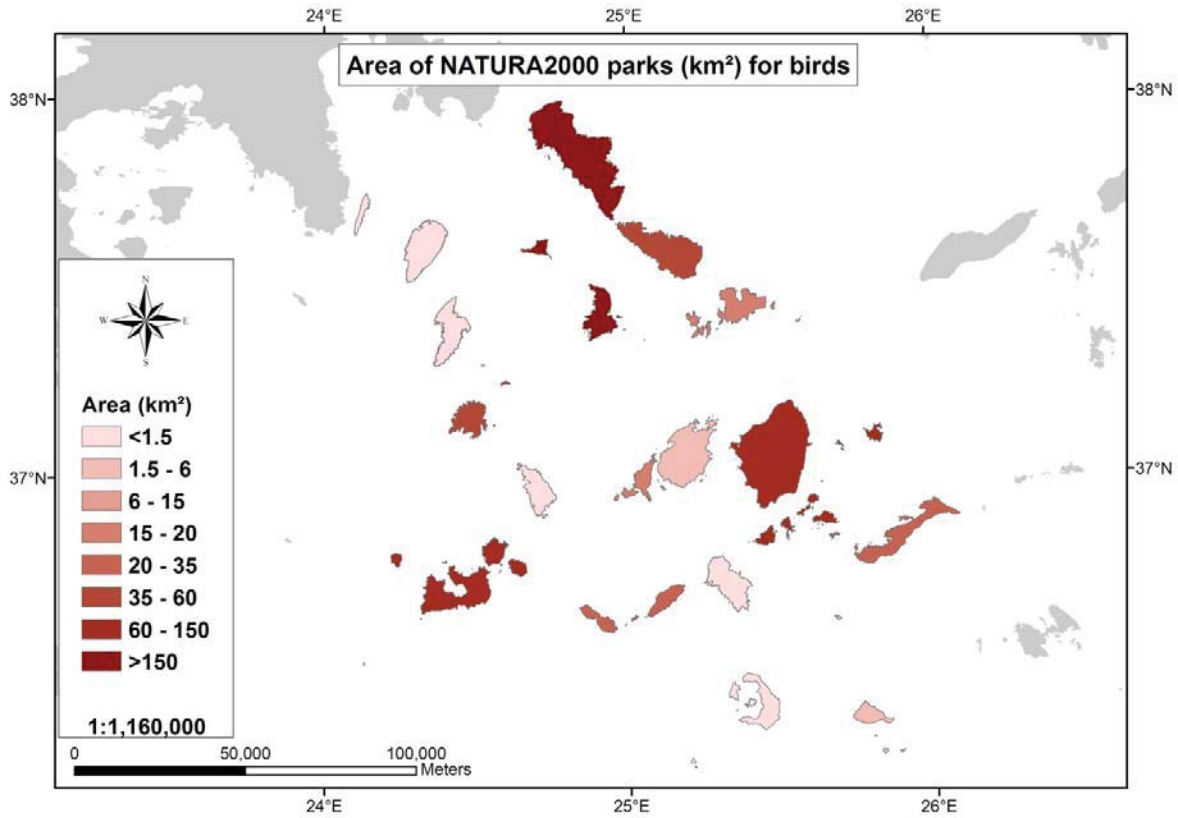 24°E 25°E 26°E
Area of NATURA2000 parks (km²) for birds
38°N 38°N
N
W E
S
Area (km²)
<1.5
1.5 - 6
6 - 15
15 - 20
20 - 35
35 - 60
60 - 150
>150
37°N 37°N
1:1,160,000
0 50,000 100,000
Meters
24°E 25°E 26°E